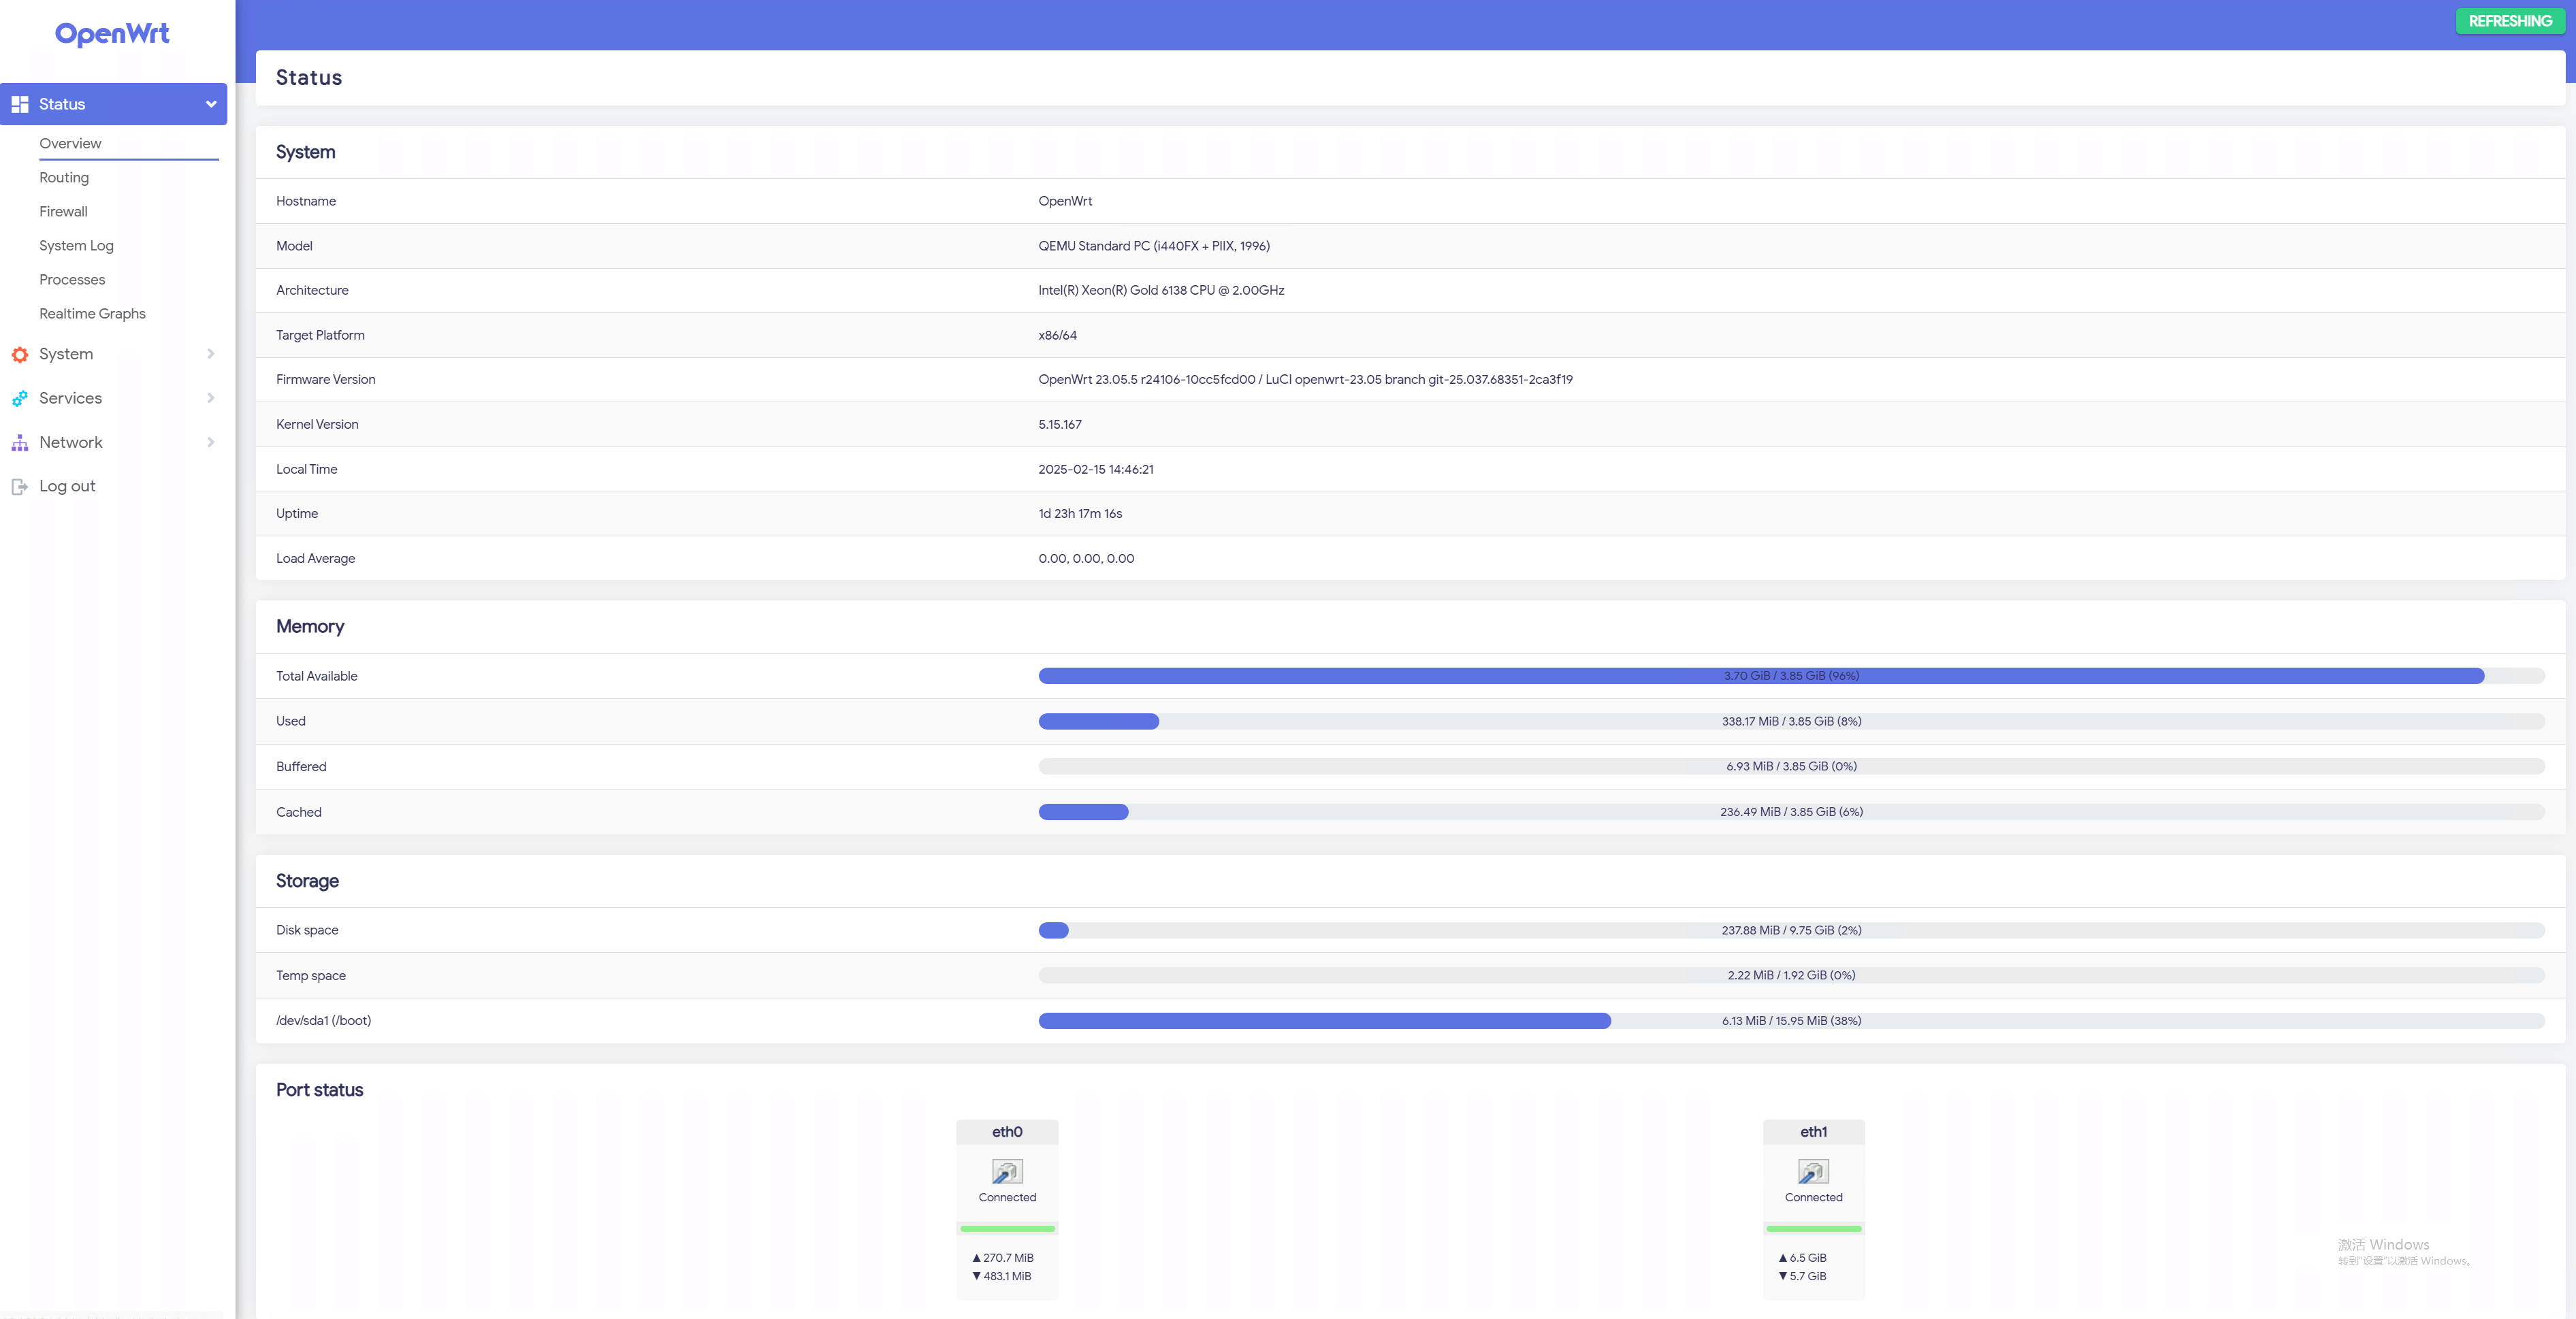 OpenWrt
REFRESHING
Status
Overview
Routing
Firewall
System Log
Processes
Realtime Graphs
System
Services
Network
Log out
Status
System
Hostname OpenWrt
Model QEMU Standard PC (i440FX + PIIX, 1996)
Architecture Intel(R) Xeon(R) Gold 6138 CPU @ 2.00GHz
Target Platform x86/64
Firmware Version OpenWrt 23.05.5 r24106-10cc5fcd00 / LuCI openwrt-23.05 branch git-25.037.68351-2ca3f19
Kernel Version 5.15.167
Local Time 2025-02-15 14:46:21
Uptime 1d 23h 17m 16s
Load Average 0.00, 0.00, 0.00
Memory
Total Available 3.70 GiB / 3.85 GiB (96%)
Used 338.17 MiB / 3.85 GiB (8%)
Buffered 6.93 MiB / 3.85 GiB (0%)
Cached 236.49 MiB / 3.85 GiB (6%)
Storage
Disk space 237.88 MiB / 9.75 GiB (2%)
Temp space 2.22 MiB / 1.92 GiB (0%)
/dev/sda1 (/boot) 6.13 MiB / 15.95 MiB (38%)
Port status
eth0 eth1
Connected Connected
▲ 270.7 MiB ▲ 6.5 GiB
▼ 483.1 MiB ▼ 5.7 GiB
激活 Windows
转到"设置"以激活 Windows。